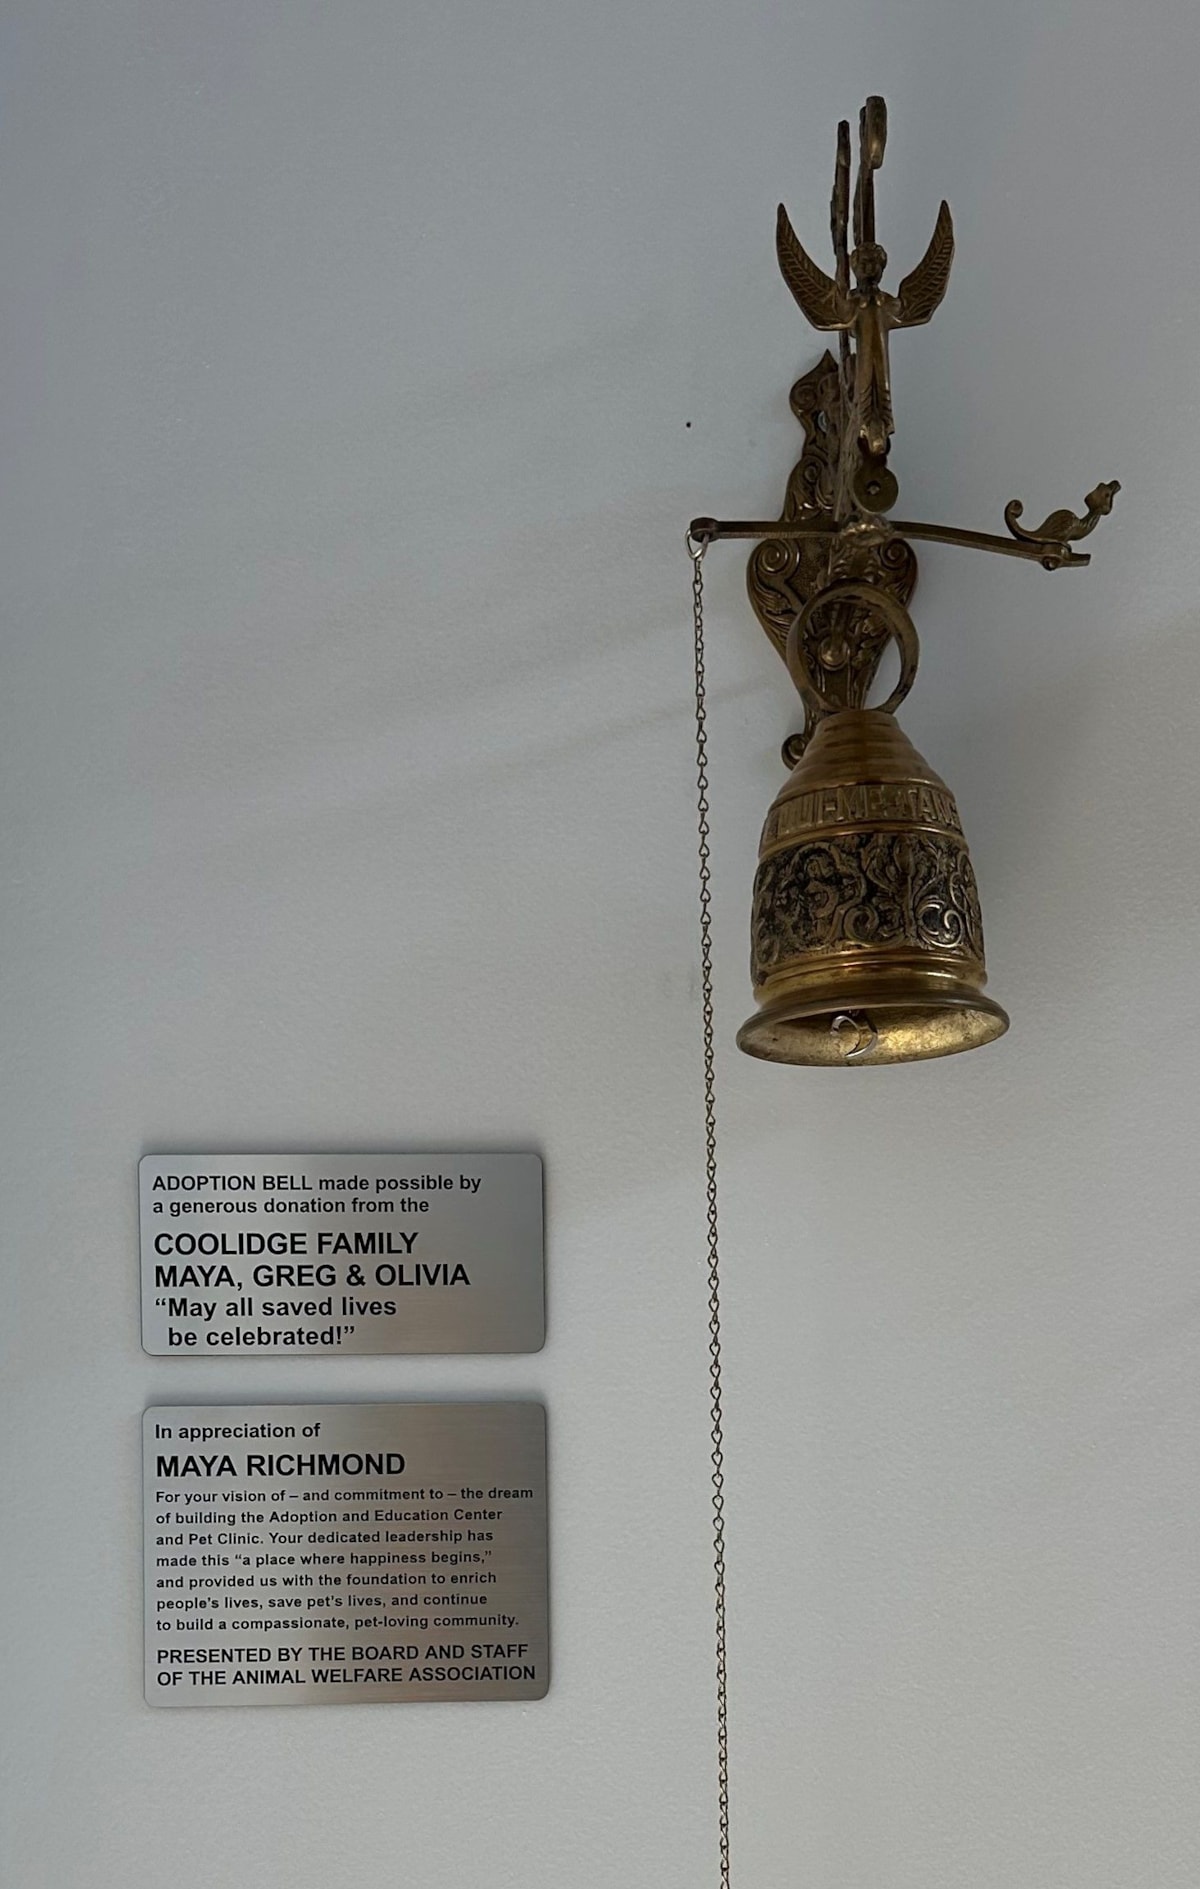 QUI·ME·TANG
ADOPTION BELL made possible by
a generous donation from the
COOLIDGE FAMILY
MAYA, GREG & OLIVIA
“May all saved lives
be celebrated!”
In appreciation of
MAYA RICHMOND
For your vision of – and commitment to – the dream
of building the Adoption and Education Center
and Pet Clinic. Your dedicated leadership has
made this “a place where happiness begins,”
and provided us with the foundation to enrich
people's lives, save pet's lives, and continue
to build a compassionate, pet-loving community.
PRESENTED BY THE BOARD AND STAFF
OF THE ANIMAL WELFARE ASSOCIATION